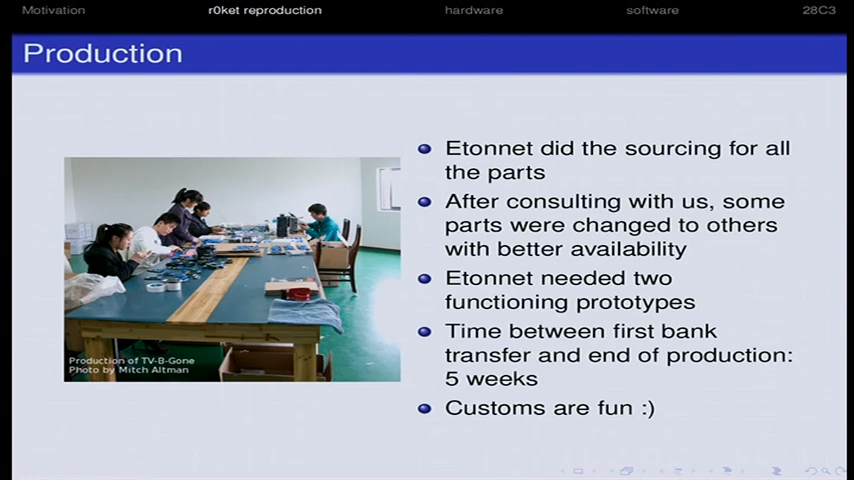 Motivation r0ket reproduction hardware software 28C3
Production
Etonnet did the sourcing for all
the parts
After consulting with us, some
parts were changed to others
with better availability
Etonnet needed two
functioning prototypes
Time between first bank
transfer and end of production:
5 weeks
Customs are fun :)
Production of TV-B-Gone
Photo by Mitch Altman